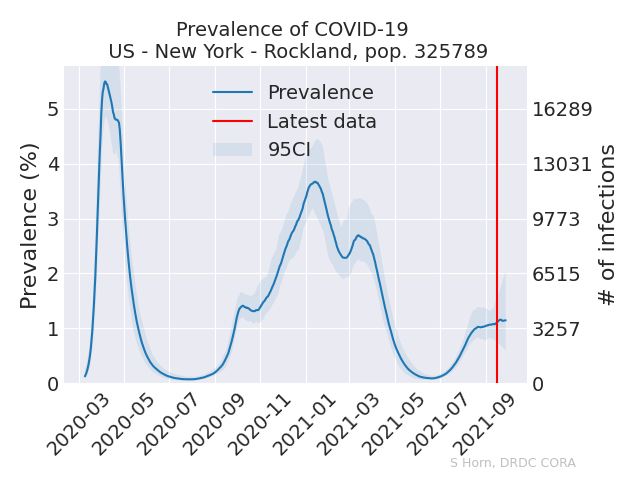 Prevalence of COVID-19
US - New York - Rockland, pop. 325789
Prevalence
Latest data
95CI
Prevalence (%)
5
4
3
2
1
0
16289
13031
9773
6515
3257
0
# of infections
2020-03
2020-05
2020-07
2020-09
2020-11
2021-01
2021-03
2021-05
2021-07
2021-09
S Horn, DRDC CORA